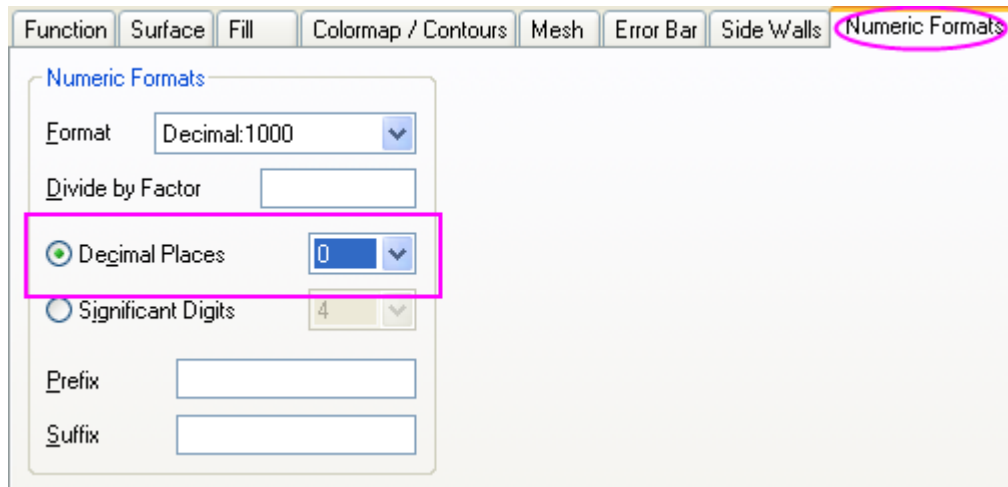 Function Surface Fill Colormap / Contours Mesh Error Bar Side Walls Numeric Formats
Numeric Formats
Format Decimal:1000
Divide by Factor
Decimal Places 0
Significant Digits 4
Prefix
Suffix